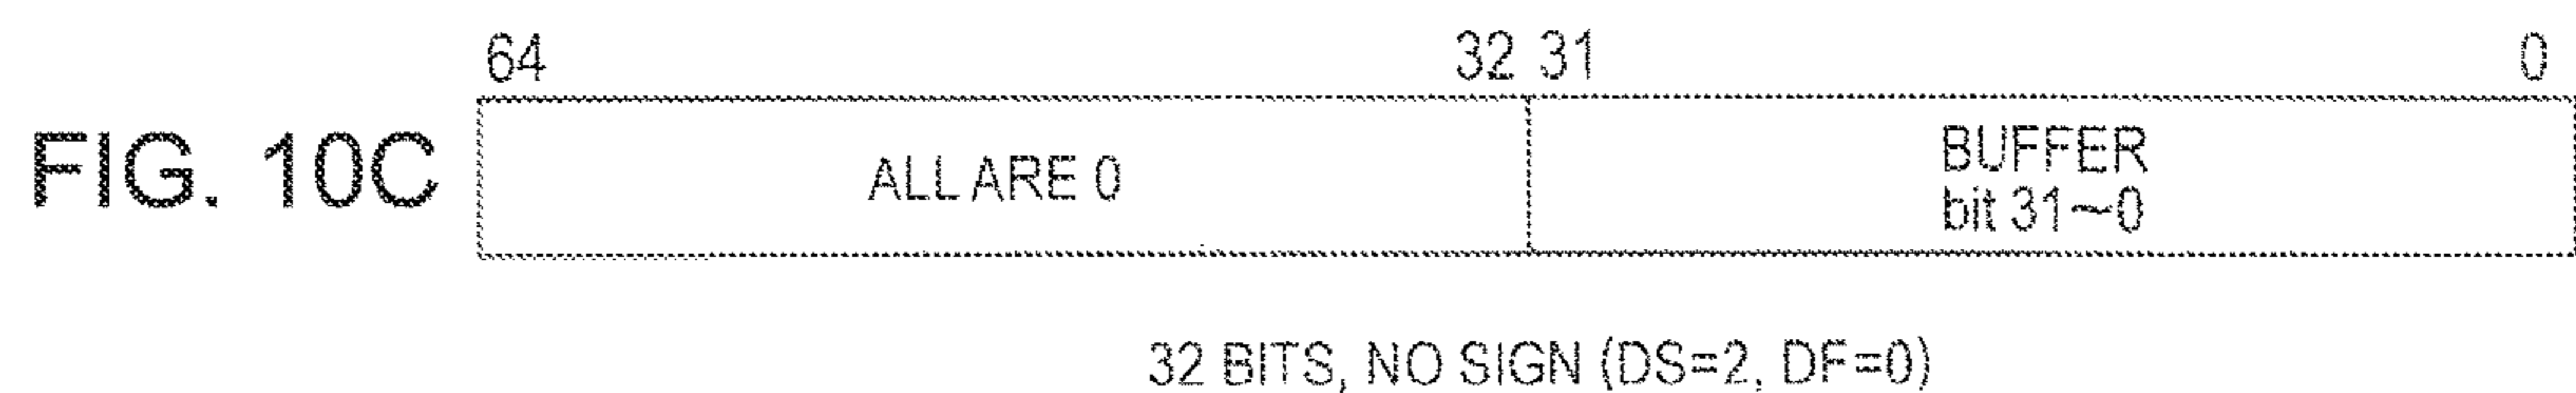 64 32 31 0
FIG. 10C
ALL ARE 0
BUFFER
bit 31~0
32 BITS, NO SIGN (DS=2, DF=0)